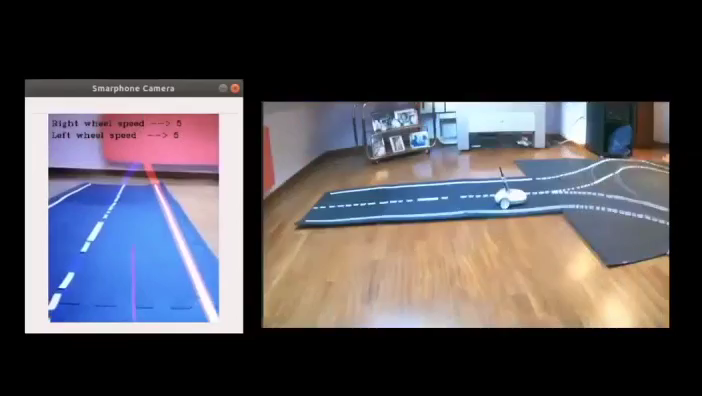 Smarphone Camera
Right wheel speed --> 5
Left wheel speed --> 5